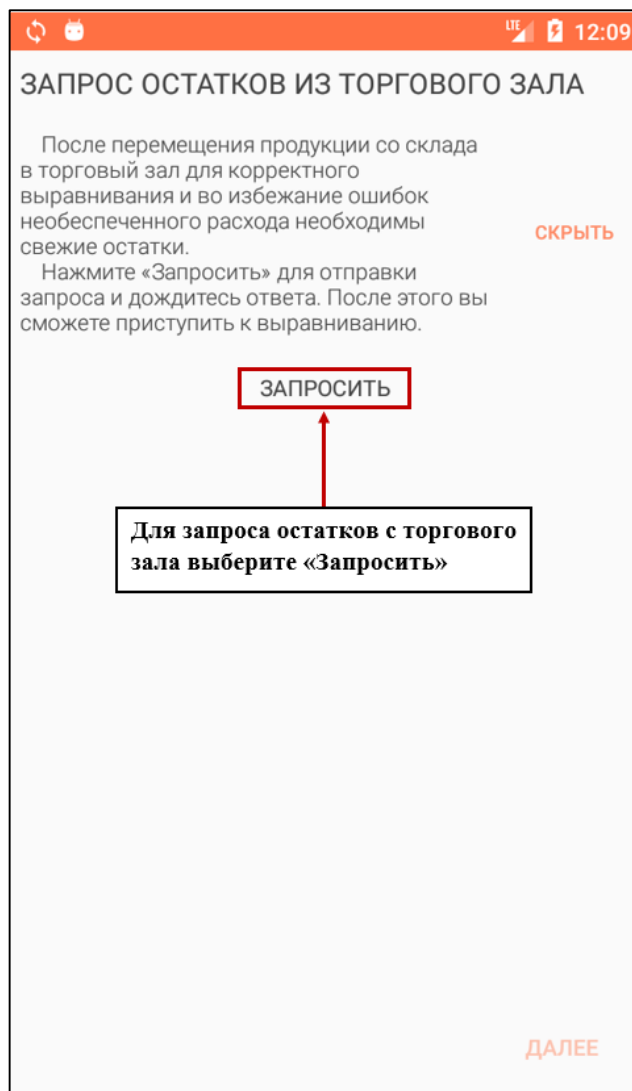 LTE 12:09
ЗАПРОС ОСТАТКОВ ИЗ ТОРГОВОГО ЗАЛА
После перемещения продукции со склада
в торговый зал для корректного
выравнивания и во избежание ошибок
необеспеченного расхода необходимы
свежие остатки.
Нажмите «Запросить» для отправки
запроса и дождитесь ответа. После этого вы
сможете приступить к выравниванию.
СКРЫТЬ
ЗАПРОСИТЬ
Для запроса остатков с торгового
зала выберите «Запросить»
ДАЛЕЕ